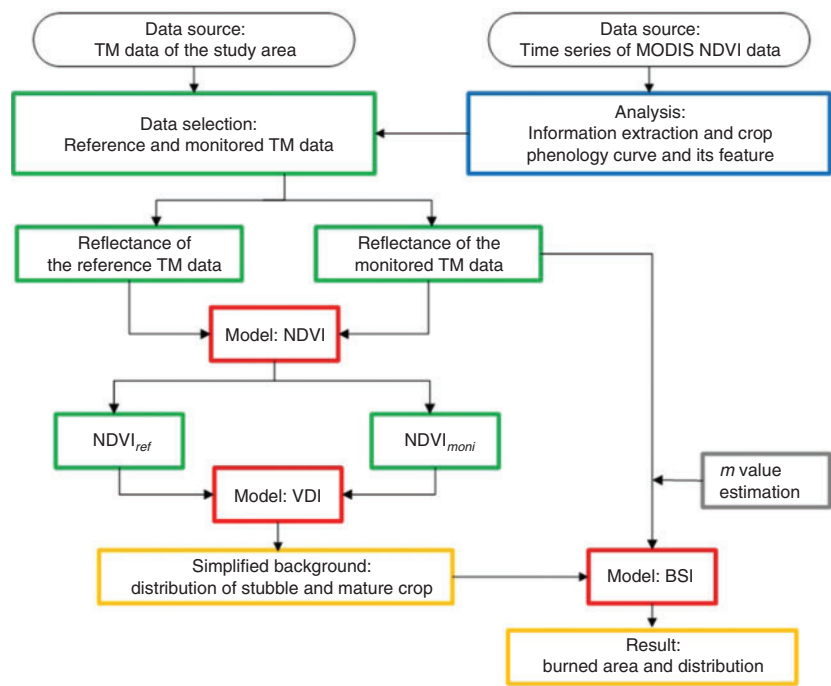 Data source:
TM data of the study area
Data source:
Time series of MODIS NDVI data
Data selection:
Reference and monitored TM data
Analysis:
Information extraction and crop
phenology curve and its feature
Reflectance of
the reference TM data
Reflectance of the
monitored TM data
Model: NDVI
NDVIref
NDVImoni
Model: VDI
m value
estimation
Simplified background:
distribution of stubble and mature crop
Model: BSI
Result:
burned area and distribution